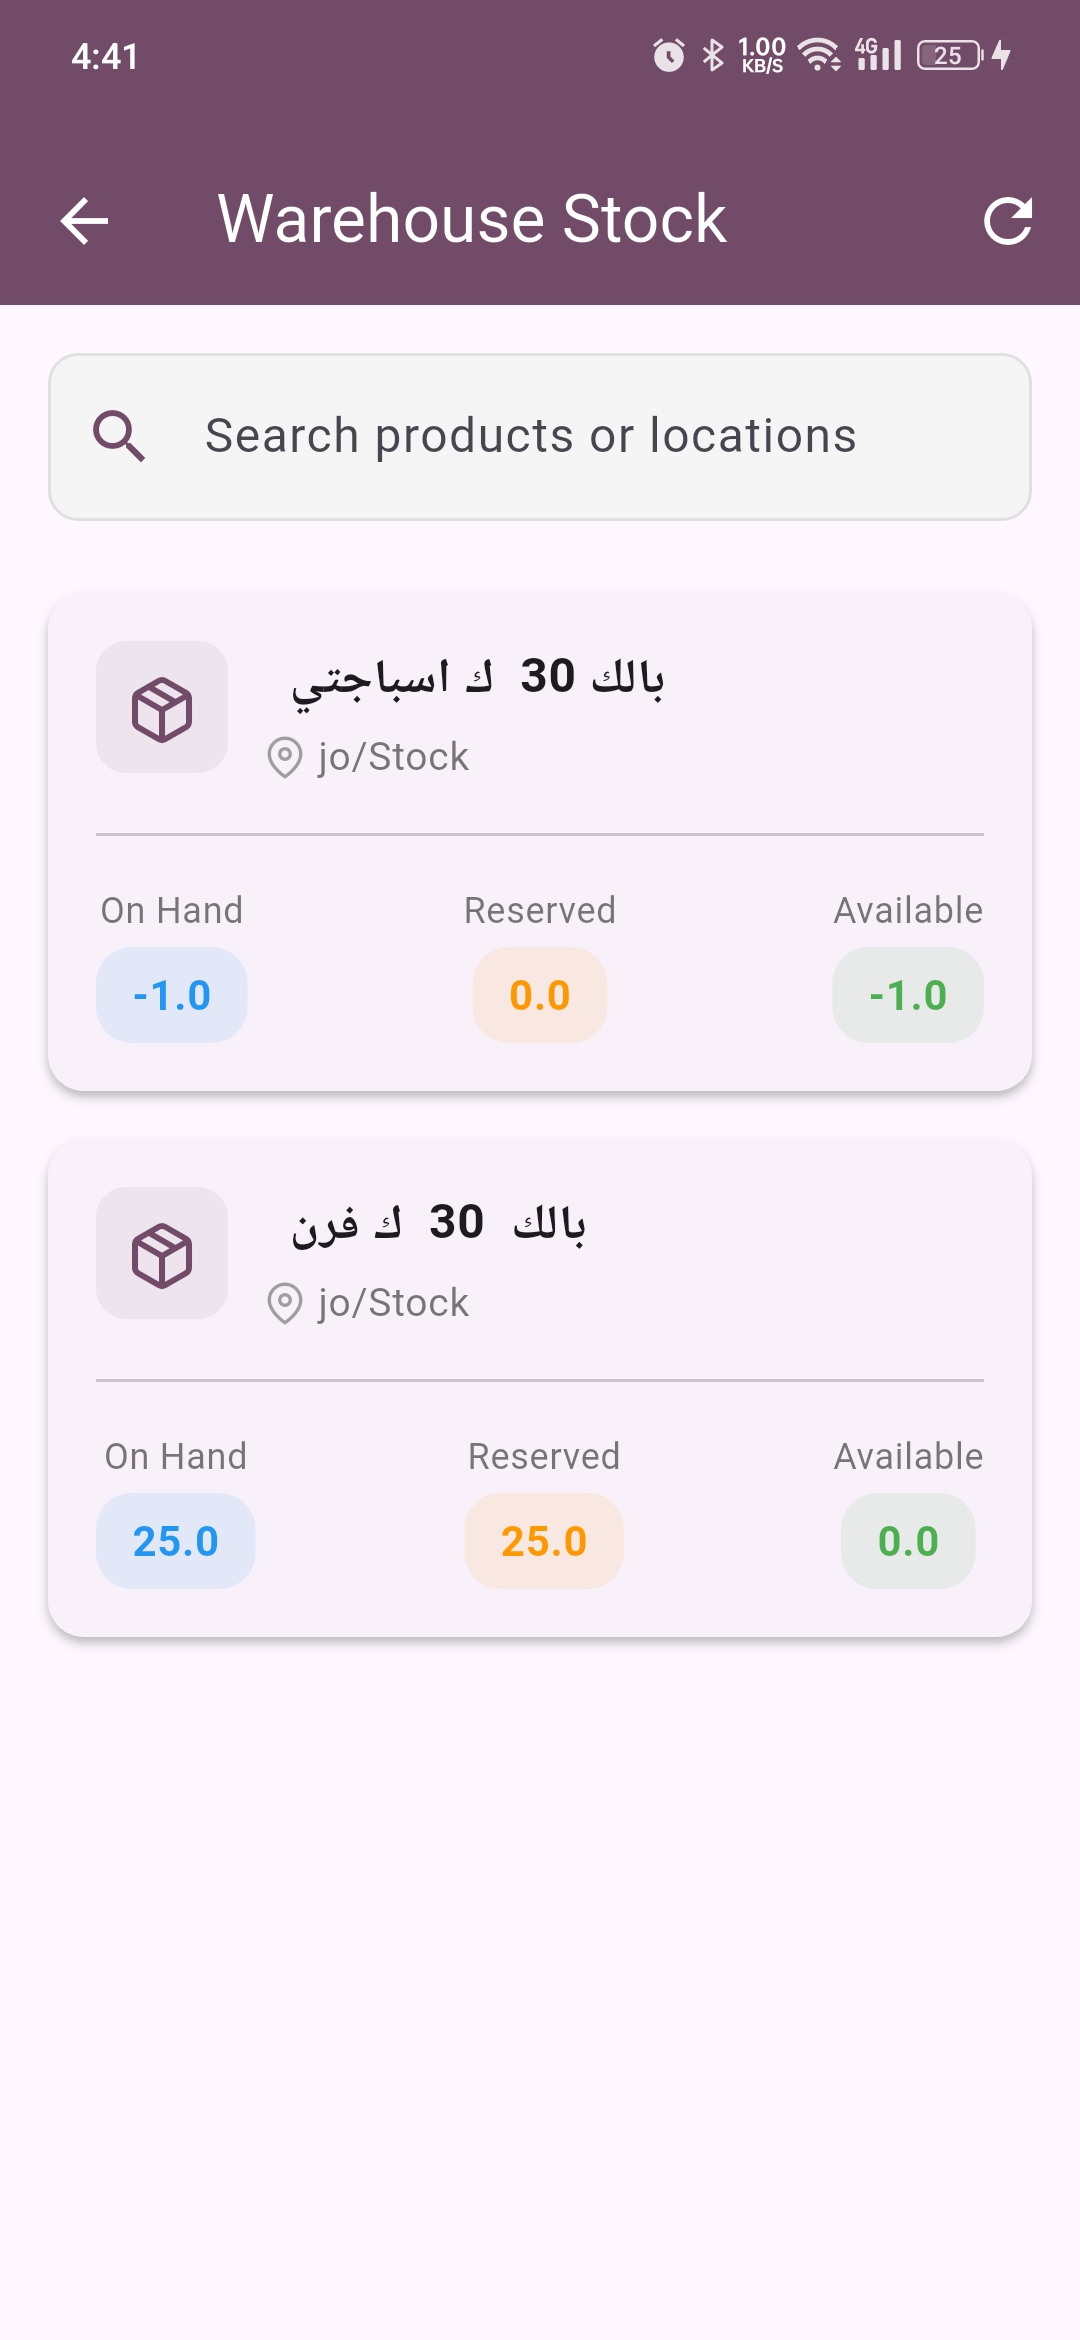 4:41
1.00 KB/S 4G 25
Warehouse Stock
Search products or locations
بالك 30 ك اسباجتي
jo/Stock
On Hand Reserved Available
-1.0 0.0 -1.0
بالك 30 ك فرن
jo/Stock
On Hand Reserved Available
25.0 25.0 0.0